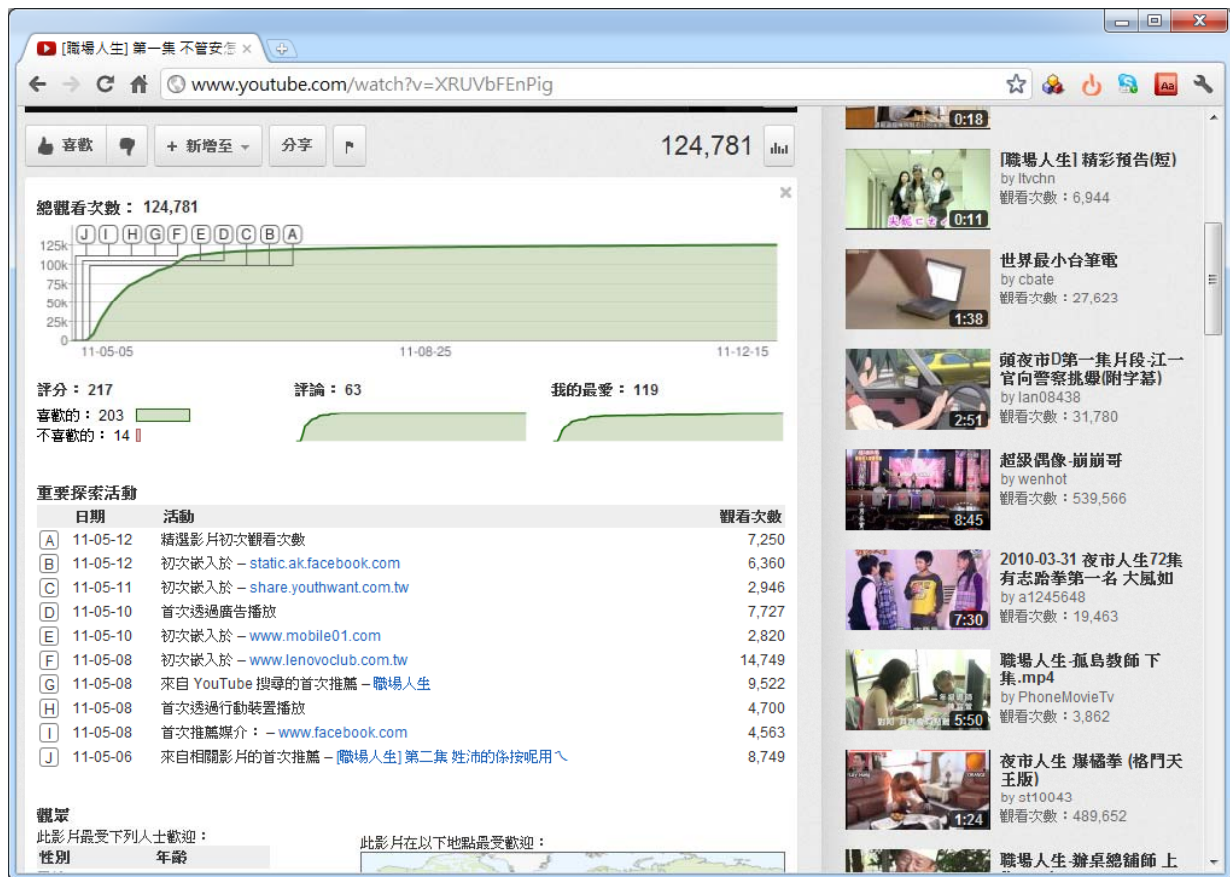 [職場人生] 第一集 不管安怎
www.youtube.com/watch?v=XRUVbFEnPig
喜歡
+ 新增至
分享
124,781
總觀看次數： 124,781
J I H G F E D C B A
125k
100k
75k
50k
25k
0
11-05-05 11-08-25 11-12-15
評分： 217 評論： 63 我的最愛： 119
喜歡的： 203
不喜歡的： 14
重要探索活動
日期 活動 觀看次數
A 11-05-12 精選影片初次觀看次數 7,250
B 11-05-12 初次嵌入於 – static.ak.facebook.com 6,360
C 11-05-11 初次嵌入於 – share.youthwant.com.tw 2,946
D 11-05-10 首次透過廣告播放 7,727
E 11-05-10 初次嵌入於 – www.mobile01.com 2,820
F 11-05-08 初次嵌入於 – www.lenovoclub.com.tw 14,749
G 11-05-08 來自 YouTube 搜尋的首次推薦 – 職場人生 9,522
H 11-05-08 首次透過行動裝置播放 4,700
I 11-05-08 首次推薦媒介： – www.facebook.com 4,563
J 11-05-06 來自相關影片的首次推薦 – [職場人生] 第二集 姓沛的係按呢用ㄟ 8,749
觀眾
此影片最受下列人士歡迎：
性別 年齡
此影片在以下地點最受歡迎：
0:18
[職場人生] 精彩預告(短)
by ltvchn
觀看次數：6,944
0:11
世界最小台筆電
by cbate
觀看次數：27,623
1:38
頭夜市D第一集片段-江一
官向警察挑釁(附字幕)
by lan08438
觀看次數：31,780
2:51
超級偶像-崩崩哥
by wenhot
觀看次數：539,566
8:45
2010-03-31 夜市人生72集
有志跆拳第一名 大風如
by a1245648
觀看次數：19,463
7:30
職場人生-孤島教師 下
集.mp4
by PhoneMovieTv
觀看次數：3,862
5:50
夜市人生 爆橘拳 (格鬥天
王版)
by st10043
觀看次數：489,652
1:24
職場人生-辦桌總舖師 上